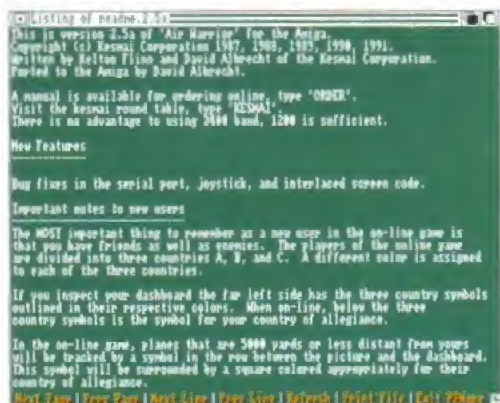 Listing of readme.2.5a
This is version 2.5a of "Air Warrior" for the Amiga.
Copyright (c) Kesmai Corporation 1987, 1988, 1989, 1990, 1991.
Written by Kelton Flinn and David Albrecht of the Kesmai Corporation.
Ported to the Amiga by David Albrecht.
A manual is available for ordering online, type "ORDER".
Visit the kesmai round table, type "KESMAI"
There is no advantage to using 2400 baud, 1200 is sufficient.
New Features
Bug fixes in the serial port, joystick, and interlaced screen code.
Important notes to new users
The MOST important thing to remember as a new user in the on-line game is
that you have friends as well as enemies. The players of the online game
are divided into three countries A, B, and C. A different color is assigned
to each of the three countries.
If you inspect your dashboard the far left side has the three country symbols
outlined in their respective colors. When on-line, below the three
country symbols is the symbol for your country of allegiance.
In the on-line game, planes that are 5000 yards or less distant from yours
will be tracked by a symbol in the row between the picture and the dashboard.
This symbol will be surrounded by a square colored appropriately for their
country of allegiance.
Next Page | Prev Page | Next Line | Prev Line | Refresh | Print File | Exit PPMore